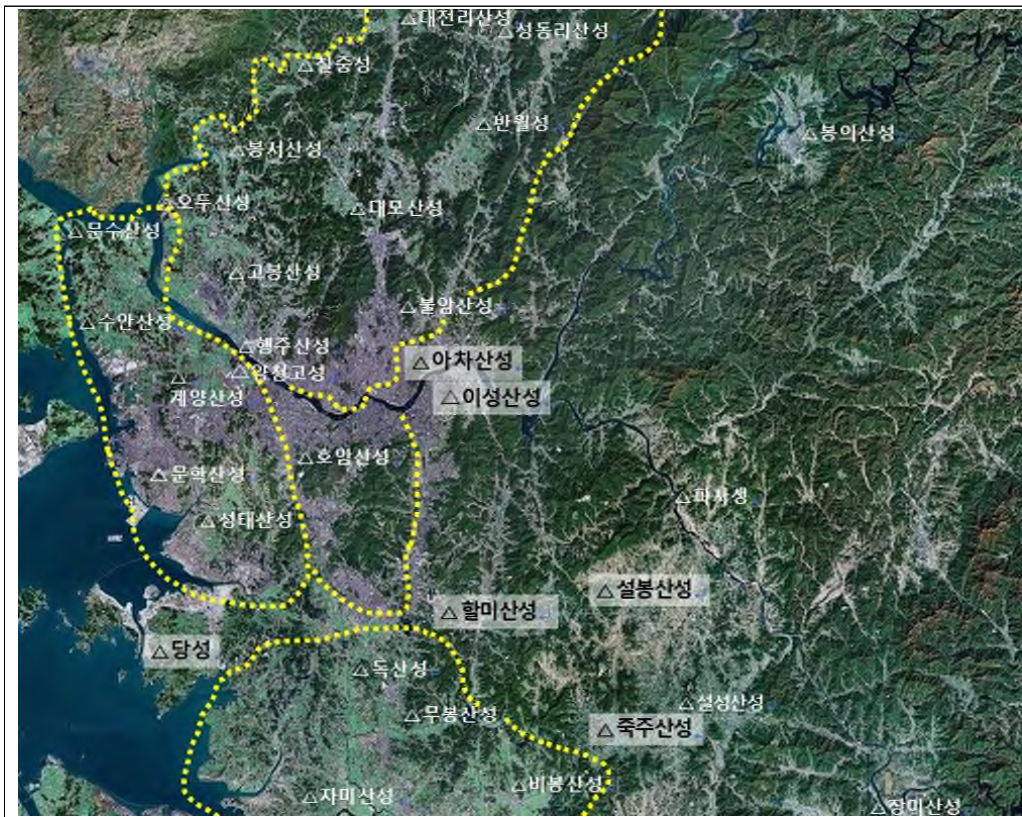 △대전리산성
△성동리산성
△칠중성
△반월성
△봉의산성
△봉서산성
△오두산성
△대모산성
△문수산성
△고봉산성
△불암산성
△수안산성
△행주산성
△아차산성
△양천고성
△이성산성
△
계양산성
△호암산성
△문학산성
△파사성
△성태산성
△설봉산성
△할미산성
△당성
△독산성
△설성산성
△무봉산성
△죽주산성
△비봉산성
△자미산성
△장미산성